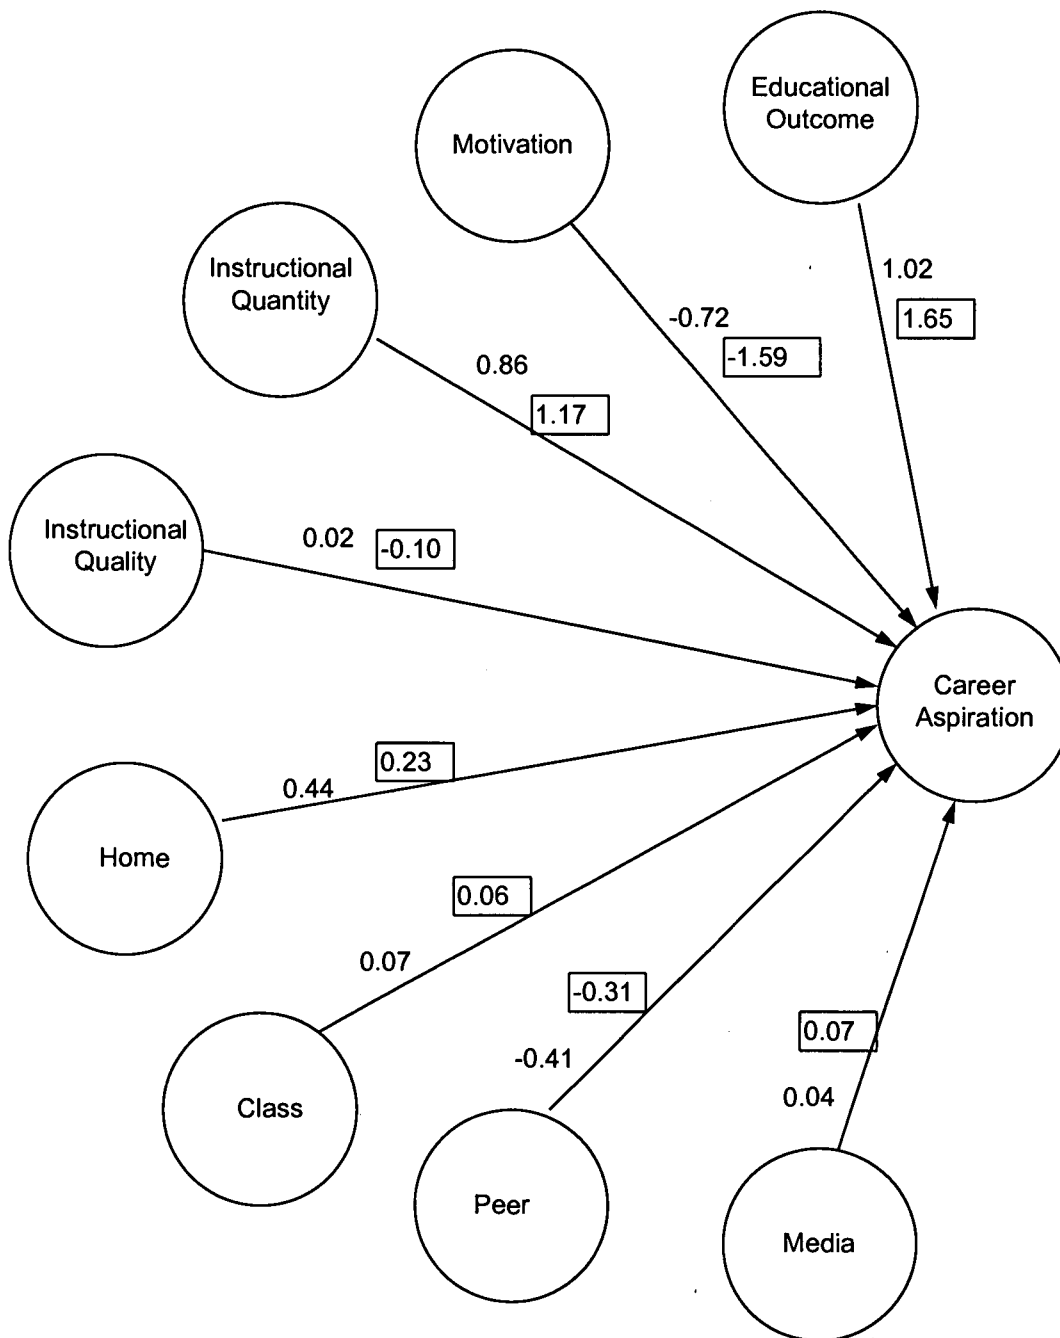 Educational
Outcome
Motivation
Instructional
Quantity
1.02
1.65
-0.72
-1.59
0.86
1.17
Instructional
Quality
0.02 -0.10
Career
Aspiration
Home
0.44
0.23
Class
0.07
0.06
Peer
-0.41
-0.31
Media
0.04
0.07